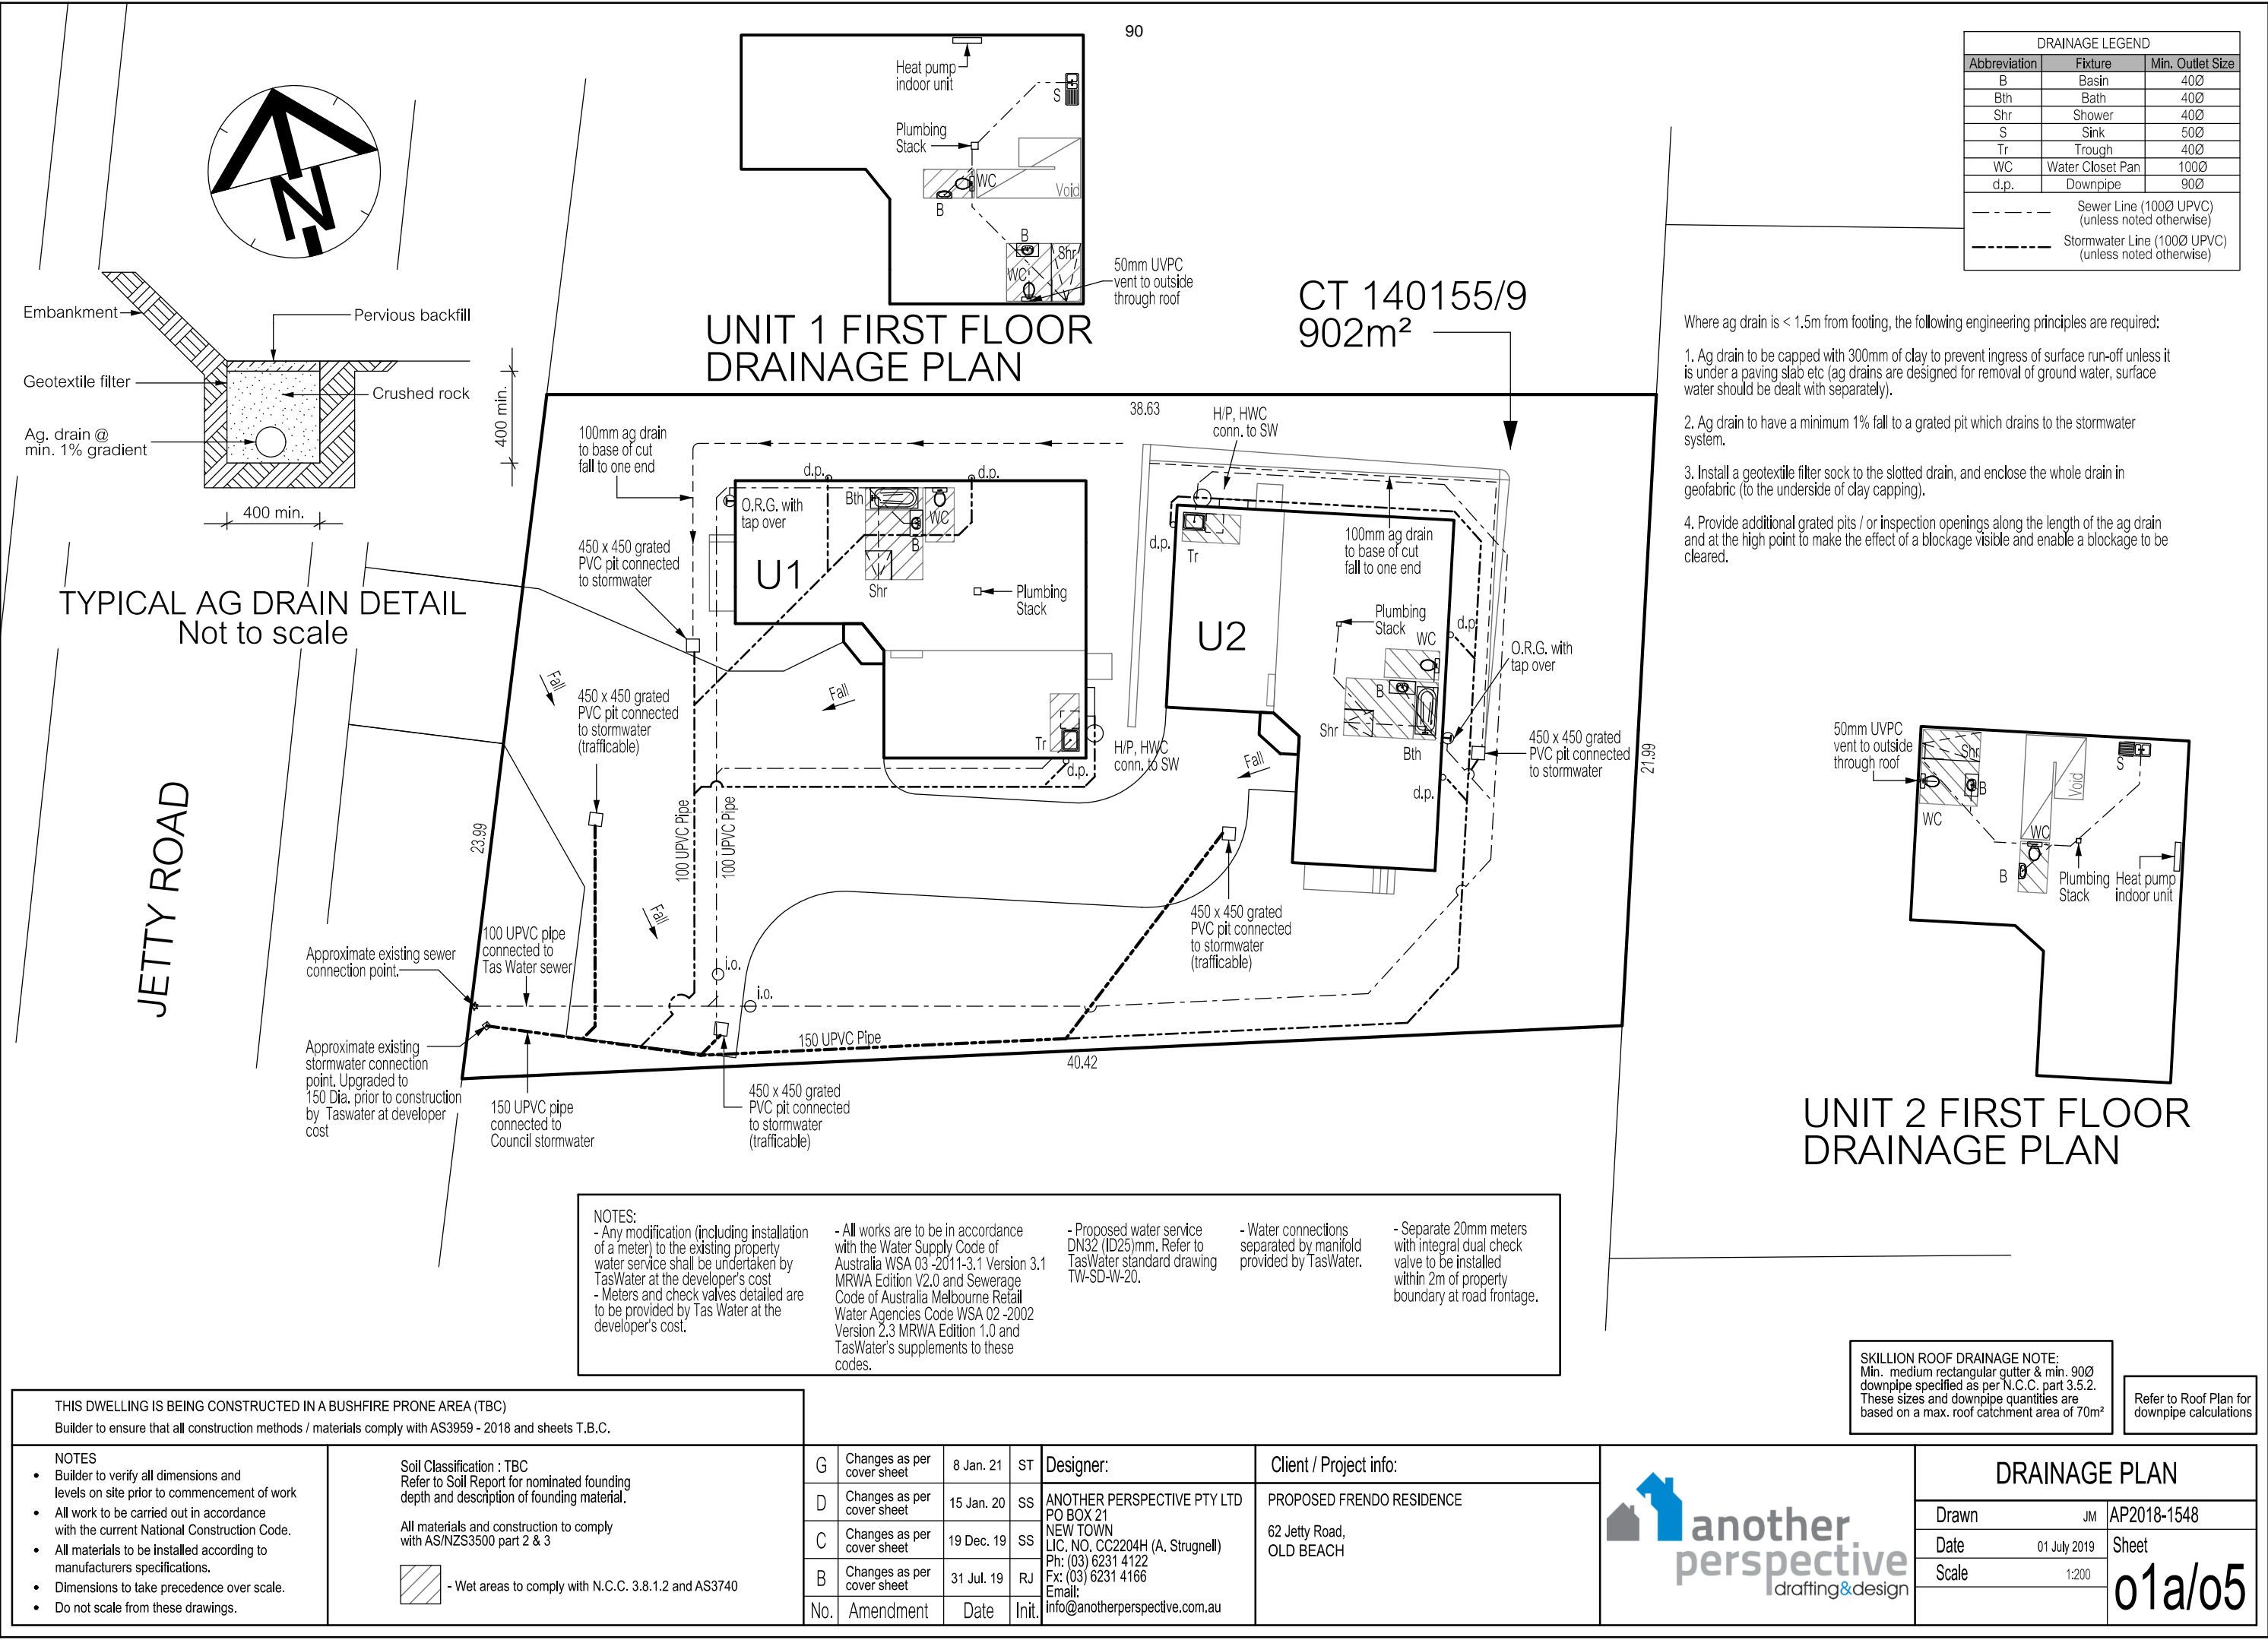 90
Heat pump
indoor unit
S
Plumbing
Stack
WC
Void
B
B
Shr
WC
50mm UVPC
vent to outside
through roof
UNIT 1 FIRST FLOOR
DRAINAGE PLAN
DRAINAGE LEGEND
Abbreviation Fixture Min. Outlet Size
B Basin 40Ø
Bth Bath 40Ø
Shr Shower 40Ø
S Sink 50Ø
Tr Trough 40Ø
WC Water Closet Pan 100Ø
d.p. Downpipe 90Ø
Sewer Line (100Ø UPVC)
(unless noted otherwise)
Stormwater Line (100Ø UPVC)
(unless noted otherwise)
N
Embankment
Pervious backfill
Geotextile filter
Crushed rock
Ag. drain @
min. 1% gradient
400 min.
400 min.
TYPICAL AG DRAIN DETAIL
Not to scale
CT 140155/9
902m²
Where ag drain is < 1.5m from footing, the following engineering principles are required:
1. Ag drain to be capped with 300mm of clay to prevent ingress of surface run-off unless it
is under a paving slab etc (ag drains are designed for removal of ground water, surface
water should be dealt with separately).
2. Ag drain to have a minimum 1% fall to a grated pit which drains to the stormwater
system.
3. Install a geotextile filter sock to the slotted drain, and enclose the whole drain in
geofabric (to the underside of clay capping).
4. Provide additional grated pits / or inspection openings along the length of the ag drain
and at the high point to make the effect of a blockage visible and enable a blockage to be
cleared.
38.63
100mm ag drain
to base of cut
fall to one end
d.p.
d.p.
H/P, HWC
conn. to SW
O.R.G. with
tap over
Bth
WC
B
Shr
U1
Plumbing
Stack
450 x 450 grated
PVC pit connected
to stormwater
100mm ag drain
to base of cut
fall to one end
d.p.
Tr
U2
Plumbing
Stack
WC
d.p.
O.R.G. with
tap over
B
Shr
Bth
d.p.
450 x 450 grated
PVC pit connected
to stormwater
21.99
Fall
Fall
Fall
Fall
450 x 450 grated
PVC pit connected
to stormwater
(trafficable)
Tr
d.p.
H/P, HWC
conn. to SW
100 UPVC Pipe
100 UPVC Pipe
23.99
JETTY ROAD
450 x 450 grated
PVC pit connected
to stormwater
(trafficable)
Approximate existing sewer
connection point.
100 UPVC pipe
connected to
Tas Water sewer
i.o.
i.o.
150 UPVC Pipe
40.42
Approximate existing
stormwater connection
point. Upgraded to
150 Dia. prior to construction
by Taswater at developer
cost
150 UPVC pipe
connected to
Council stormwater
450 x 450 grated
PVC pit connected
to stormwater
(trafficable)
50mm UVPC
vent to outside
through roof
Shr
B
WC
Void
S
WC
B
Plumbing
Stack
Heat pump
indoor unit
UNIT 2 FIRST FLOOR
DRAINAGE PLAN
NOTES:
- Any modification (including installation
of a meter) to the existing property
water service shall be undertaken by
TasWater at the developer's cost
- Meters and check valves detailed are
to be provided by Tas Water at the
developer's cost.
- All works are to be in accordance
with the Water Supply Code of
Australia WSA 03 -2011-3.1 Version 3.1
MRWA Edition V2.0 and Sewerage
Code of Australia Melbourne Retail
Water Agencies Code WSA 02 -2002
Version 2.3 MRWA Edition 1.0 and
TasWater's supplements to these
codes.
- Proposed water service
DN32 (ID25)mm. Refer to
TasWater standard drawing
TW-SD-W-20.
- Water connections
separated by manifold
provided by TasWater.
- Separate 20mm meters
with integral dual check
valve to be installed
within 2m of property
boundary at road frontage.
SKILLION ROOF DRAINAGE NOTE:
Min. medium rectangular gutter & min. 90Ø
downpipe specified as per N.C.C. part 3.5.2.
These sizes and downpipe quantities are
based on a max. roof catchment area of 70m²
Refer to Roof Plan for
downpipe calculations
THIS DWELLING IS BEING CONSTRUCTED IN A BUSHFIRE PRONE AREA (TBC)
Builder to ensure that all construction methods / materials comply with AS3959 - 2018 and sheets T.B.C.
NOTES
• Builder to verify all dimensions and
levels on site prior to commencement of work
• All work to be carried out in accordance
with the current National Construction Code.
• All materials to be installed according to
manufacturers specifications.
• Dimensions to take precedence over scale.
• Do not scale from these drawings.
Soil Classification : TBC
Refer to Soil Report for nominated founding
depth and description of founding material.
All materials and construction to comply
with AS/NZS3500 part 2 & 3
- Wet areas to comply with N.C.C. 3.8.1.2 and AS3740
G Changes as per cover sheet 8 Jan. 21 ST
D Changes as per cover sheet 15 Jan. 20 SS
C Changes as per cover sheet 19 Dec. 19 SS
B Changes as per cover sheet 31 Jul. 19 RJ
No. Amendment Date Init.
Designer:
ANOTHER PERSPECTIVE PTY LTD
PO BOX 21
NEW TOWN
LIC. NO. CC2204H (A. Strugnell)
Ph: (03) 6231 4122
Fx: (03) 6231 4166
Email:
info@anotherperspective.com.au
Client / Project info:
PROPOSED FRENDO RESIDENCE
62 Jetty Road,
OLD BEACH
another
perspective
drafting&design
DRAINAGE PLAN
Drawn JM AP2018-1548
Date 01 July 2019 Sheet
Scale 1:200
o1a/o5